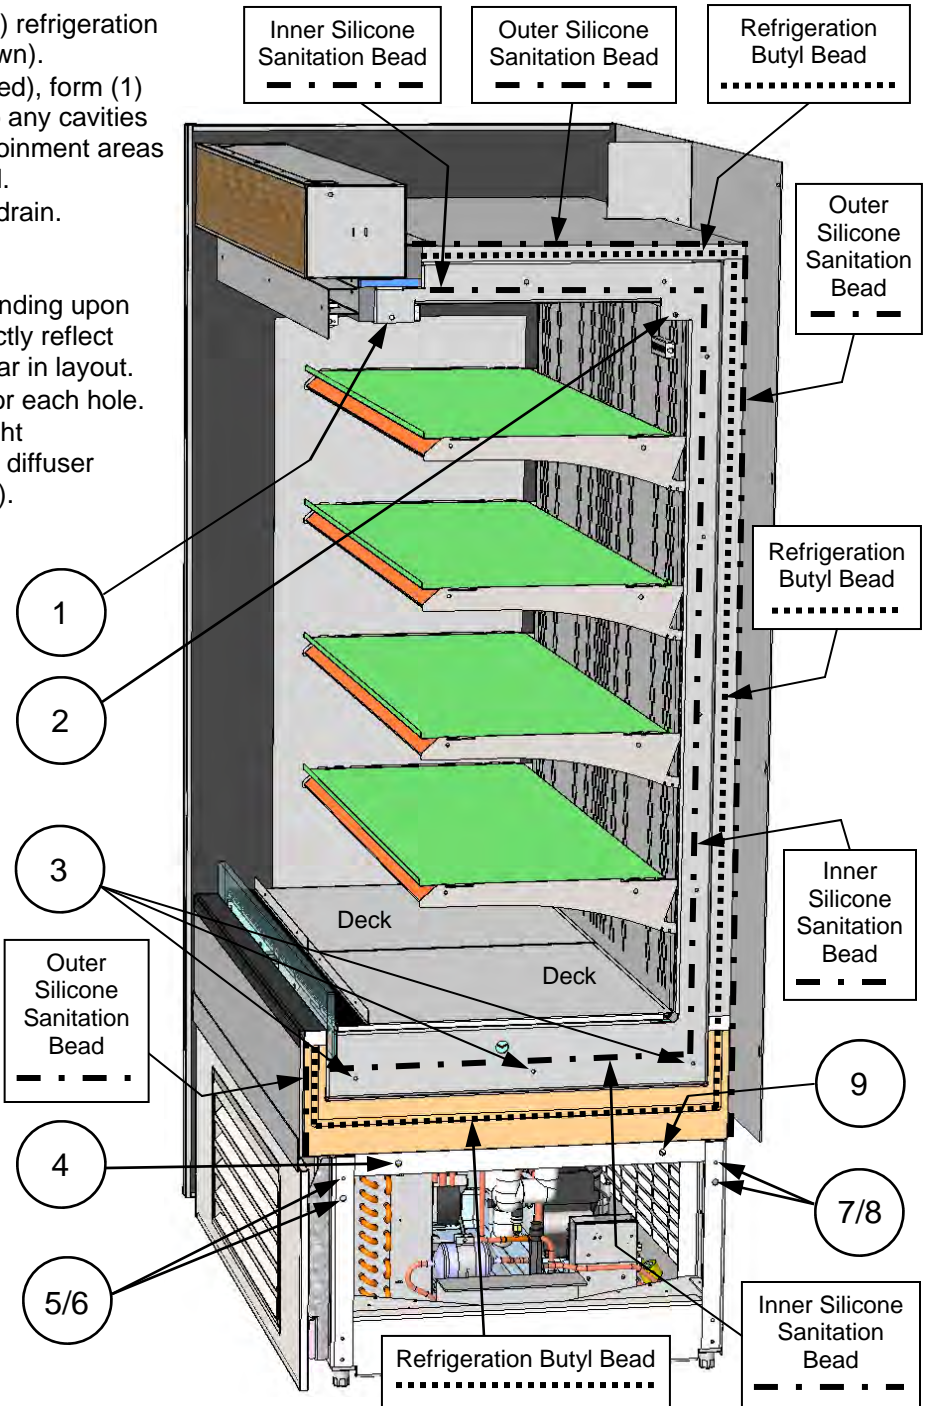 ) refrigeration
wn).
ed), form (1)
any cavities
oinment areas
l.
drain.
nding upon
ctly reflect
ar in layout.
or each hole.
ht
diffuser
).
Inner Silicone
Sanitation Bead
Outer Silicone
Sanitation Bead
Refrigeration
Butyl Bead
Outer
Silicone
Sanitation
Bead
Refrigeration
Butyl Bead
1
2
3
Inner
Silicone
Sanitation
Bead
Deck
Deck
Outer
Silicone
Sanitation
Bead
9
4
7/8
5/6
Refrigeration Butyl Bead
Inner Silicone
Sanitation
Bead